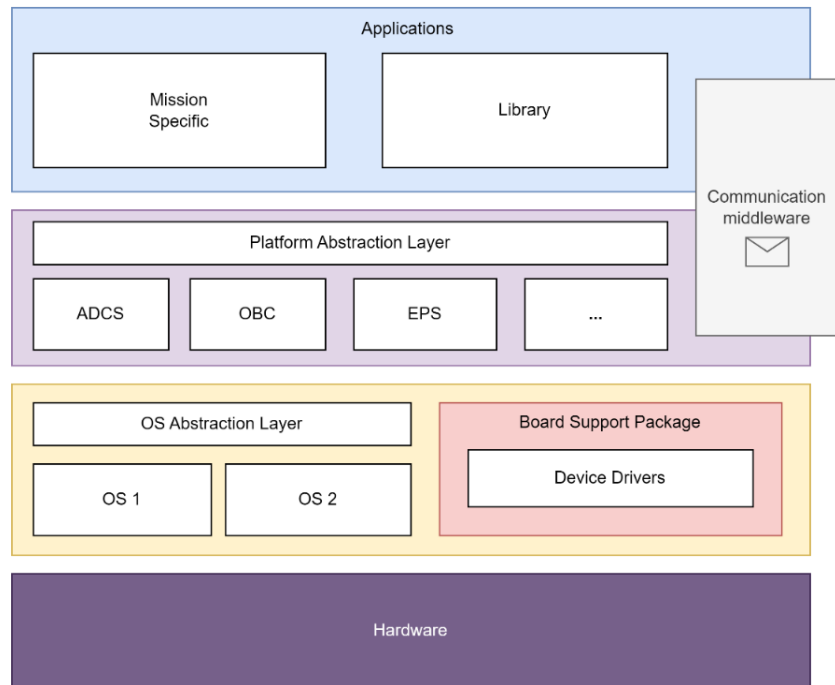 Applications
Mission
Specific
Library
Communication
middleware
Platform Abstraction Layer
ADCS
OBC
EPS
...
OS Abstraction Layer
Board Support Package
OS 1
OS 2
Device Drivers
Hardware